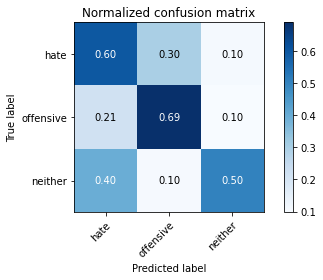 Normalized confusion matrix
True label
hate 0.60 0.30 0.10
offensive 0.21 0.69 0.10
neither 0.40 0.10 0.50
hate offensive neither
Predicted label
0.6
0.5
0.4
0.3
0.2
0.1